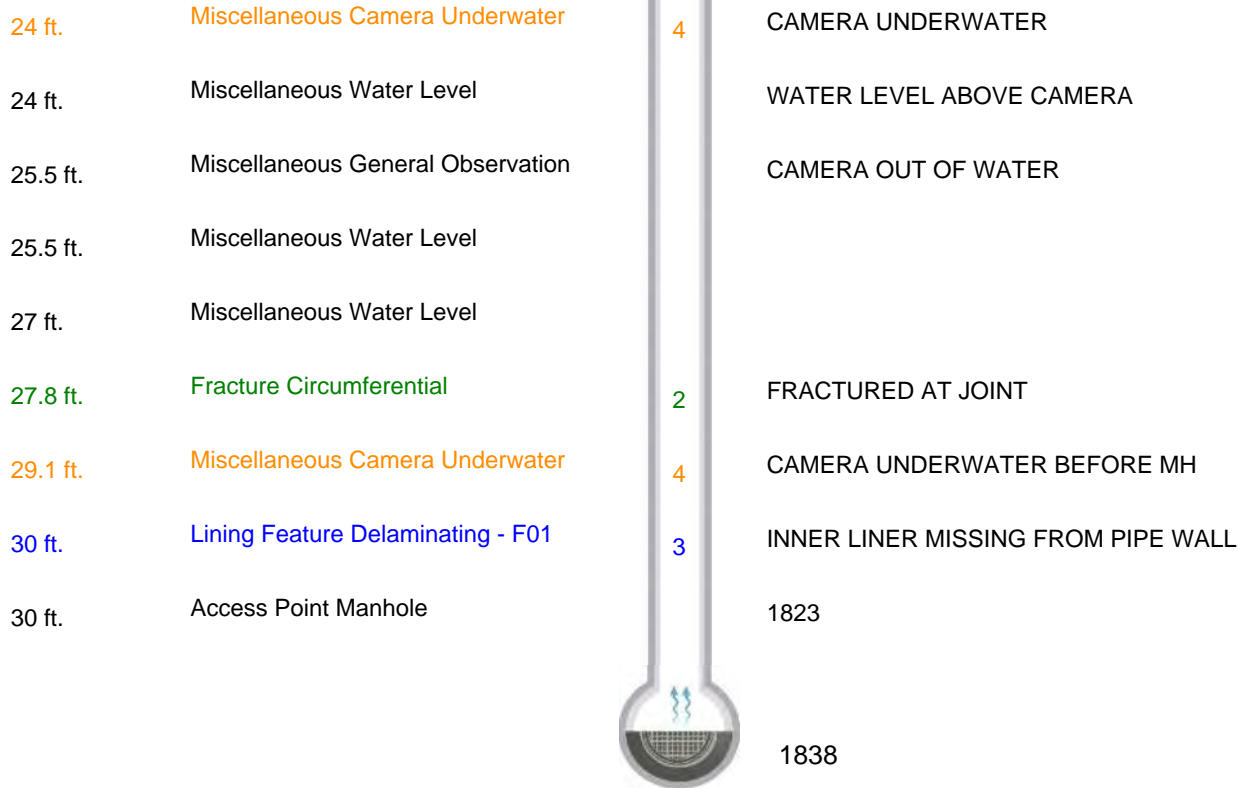 24 ft. Miscellaneous Camera Underwater 4 CAMERA UNDERWATER
24 ft. Miscellaneous Water Level WATER LEVEL ABOVE CAMERA
25.5 ft. Miscellaneous General Observation CAMERA OUT OF WATER
25.5 ft. Miscellaneous Water Level
27 ft. Miscellaneous Water Level
27.8 ft. Fracture Circumferential 2 FRACTURED AT JOINT
29.1 ft. Miscellaneous Camera Underwater 4 CAMERA UNDERWATER BEFORE MH
30 ft. Lining Feature Delaminating - F01 3 INNER LINER MISSING FROM PIPE WALL
30 ft. Access Point Manhole 1823
1838